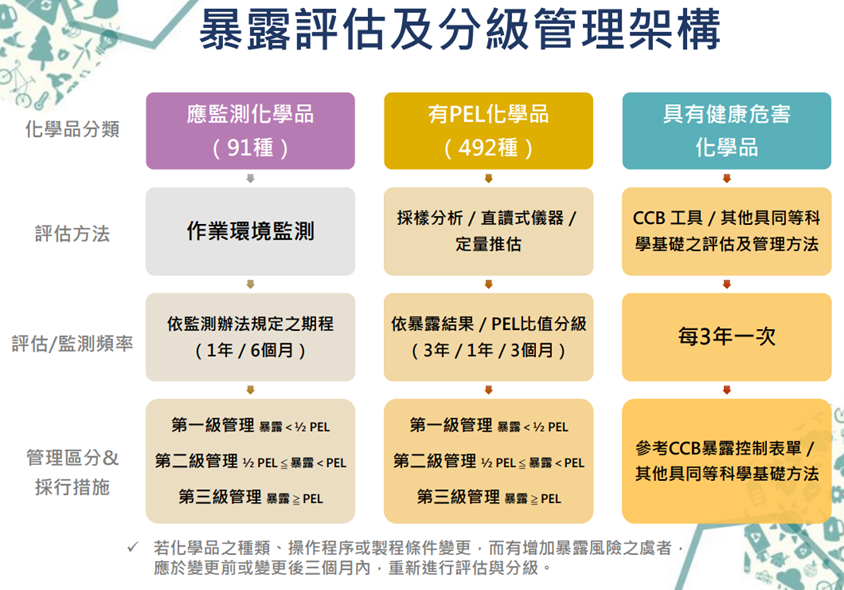 暴露評估及分級管理架構
化學品分類
應監測化學品
（91種）
有PEL化學品
（492種）
具有健康危害
化學品
評估方法
作業環境監測
採樣分析 / 直讀式儀器 /
定量推估
CCB 工具 / 其他具同等科
學基礎之評估及管理方法
評估/監測頻率
依監測辦法規定之期程
（1年 / 6個月）
依暴露結果 / PEL比值分級
（3年 / 1年 / 3個月）
每3年一次
管理區分&
採行措施
第一級管理 暴露 < ½ PEL
第二級管理 ½ PEL ≦ 暴露 < PEL
第三級管理 暴露 ≧ PEL
第一級管理 暴露 < ½ PEL
第二級管理 ½ PEL ≦ 暴露 < PEL
第三級管理 暴露 ≧ PEL
參考CCB暴露控制表單 /
其他具同等科學基礎方法
✓ 若化學品之種類、操作程序或製程條件變更，而有增加暴露風險之虞者，
應於變更前或變更後三個月內，重新進行評估與分級。